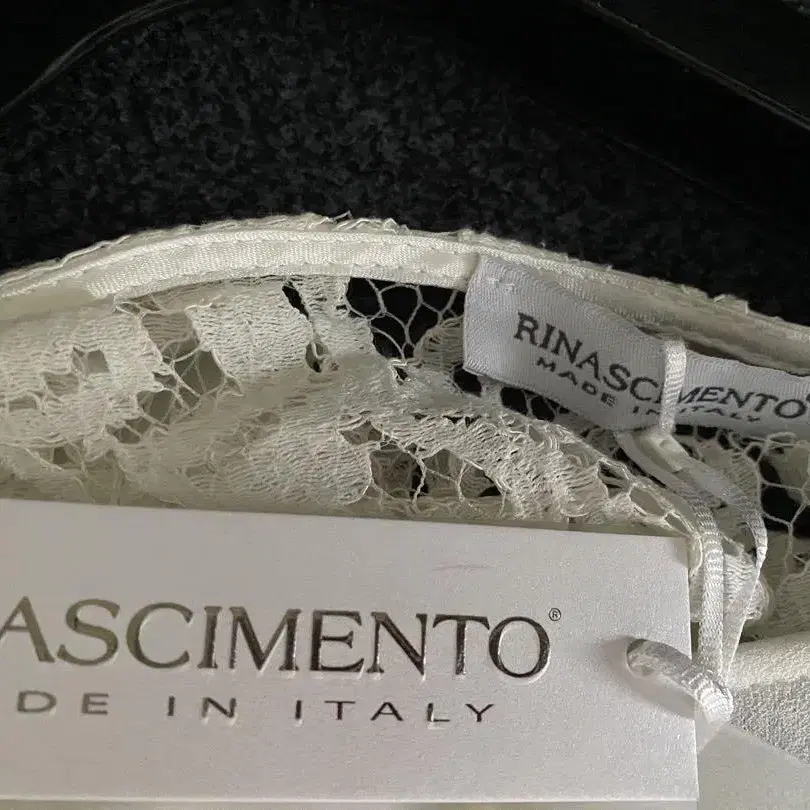 RINASCIMENTO
MADE IN ITALY
ASCIMENTO®
DE IN ITALY